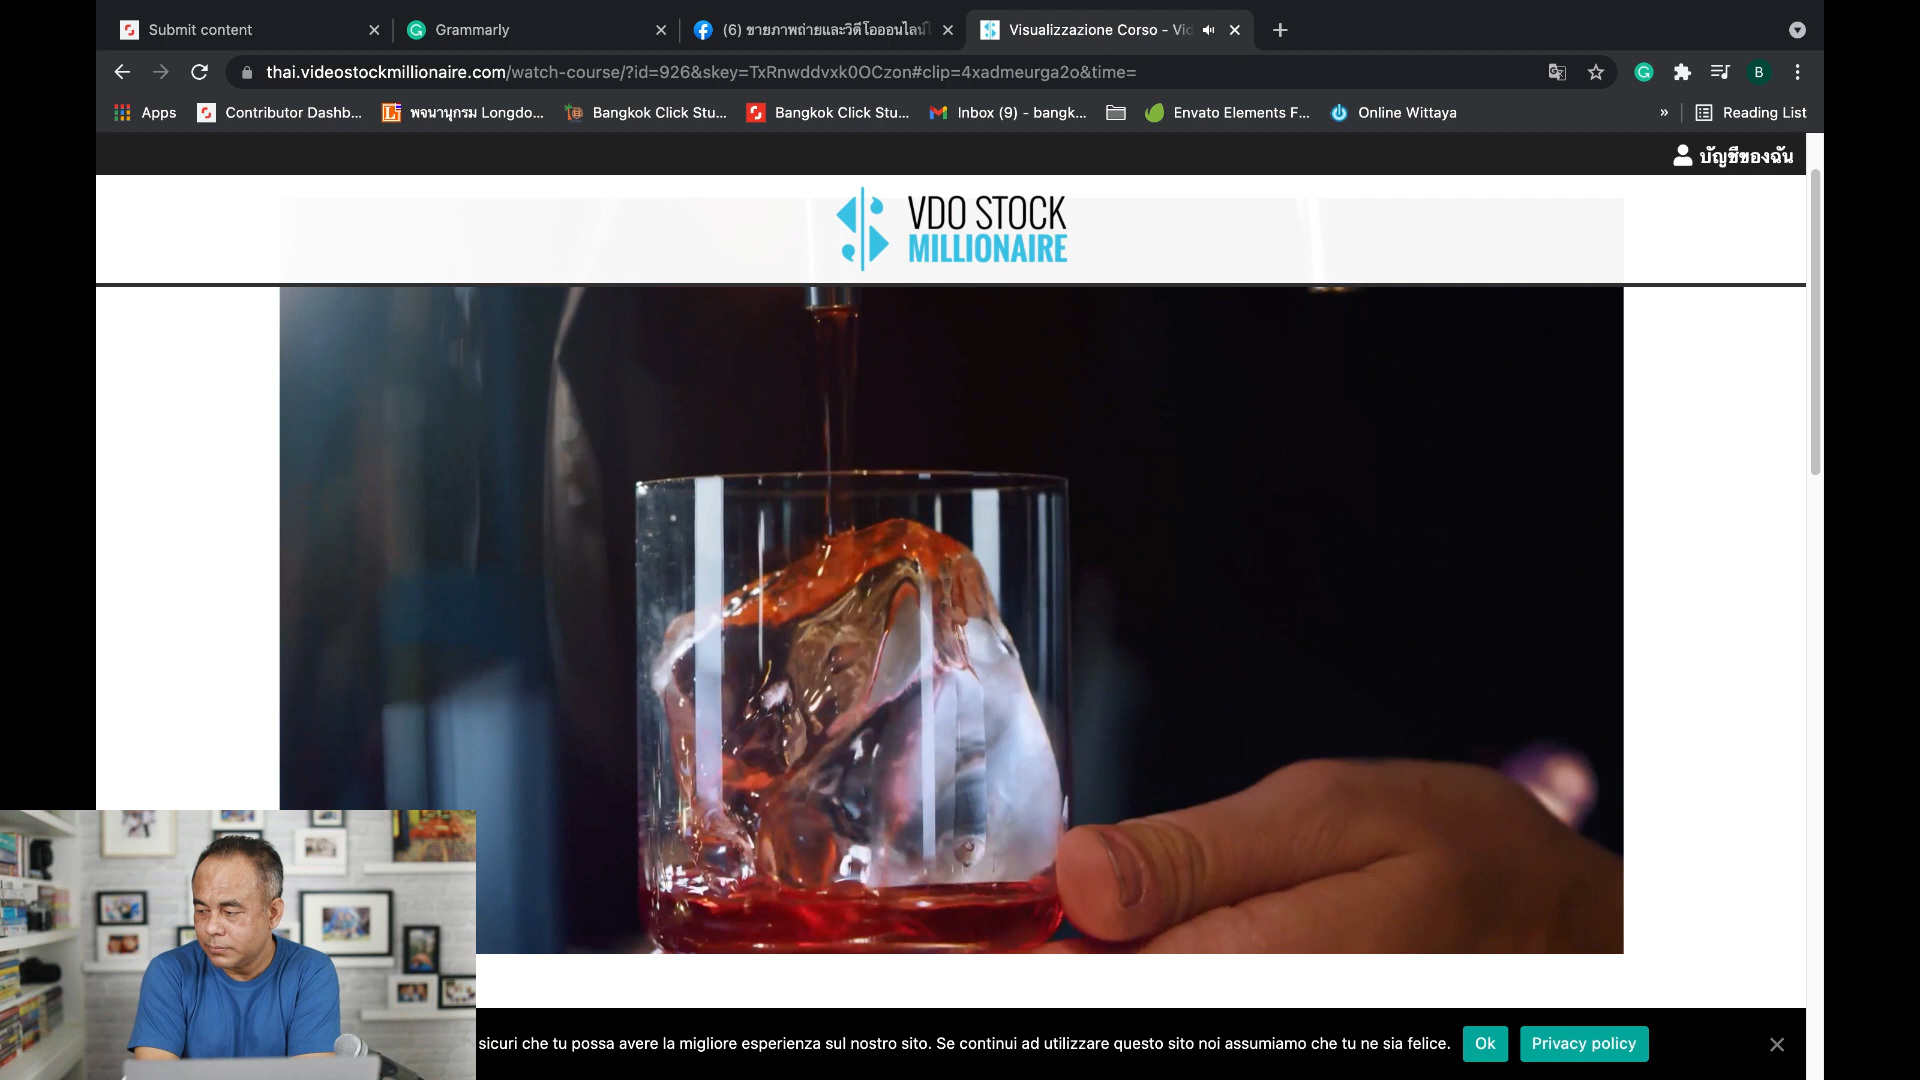 Submit content
Grammarly
(6) ขายภาพถ่ายและวิดีโอออนไลน์
Visualizzazione Corso - Vid
thai.videostockmillionaire.com/watch-course/?id=926&skey=TxRnwddvxk0OCzon#clip=4xadmeurga2o&time=
B
Apps
Contributor Dashb...
พจนานุกรม Longdo...
Bangkok Click Stu...
Bangkok Click Stu...
Inbox (9) - bangk...
Envato Elements F...
Online Wittaya
»
Reading List
บัญชีของฉัน
VDO STOCK
MILLIONAIRE
sicuri che tu possa avere la migliore esperienza sul nostro sito. Se continui ad utilizzare questo sito noi assumiamo che tu ne sia felice.
Ok
Privacy policy